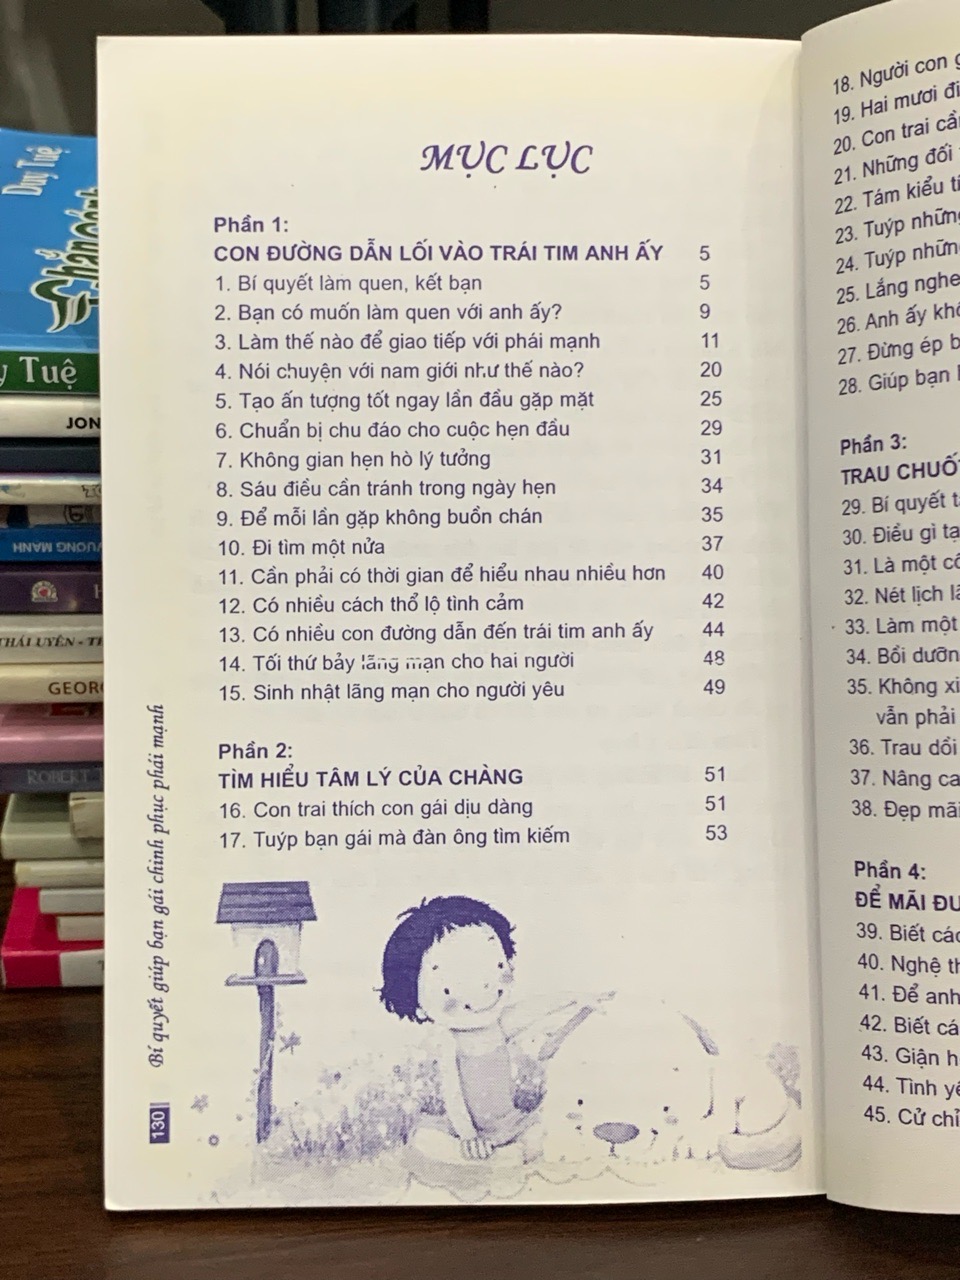 MỤC LỤC
Phần 1:
CON ĐƯỜNG DẪN LỐI VÀO TRÁI TIM ANH ẤY 5
1. Bí quyết làm quen, kết bạn 5
2. Bạn có muốn làm quen với anh ấy? 9
3. Làm thế nào để giao tiếp với phái mạnh 11
4. Nói chuyện với nam giới như thế nào? 20
5. Tạo ấn tượng tốt ngay lần đầu gặp mặt 25
6. Chuẩn bị chu đáo cho cuộc hẹn đầu 29
7. Không gian hẹn hò lý tưởng 31
8. Sáu điều cần tránh trong ngày hẹn 34
9. Để mỗi lần gặp không buồn chán 35
10. Đi tìm một nửa 37
11. Cần phải có thời gian để hiểu nhau nhiều hơn 40
12. Có nhiều cách thổ lộ tình cảm 42
13. Có nhiều con đường dẫn đến trái tim anh ấy 44
14. Tối thứ bảy lãng mạn cho hai người 48
15. Sinh nhật lãng mạn cho người yêu 49
Phần 2:
TÌM HIỂU TÂM LÝ CỦA CHÀNG 51
16. Con trai thích con gái dịu dàng 51
17. Tuýp bạn gái mà đàn ông tìm kiếm 53
Bí quyết giúp bạn gái chinh phục phái mạnh
130
18. Người con
19. Hai mươi
20. Con trai
21. Những đối
22. Tám kiểu
23. Tuýp những
24. Tuýp những
25. Lắng nghe
26. Anh ấy
27. Đừng ép
28. Giúp bạn
Phần 3:
TRAU
29. Bí quyết
30. Điều gì
31. Là một
32. Nét lịch
33. Làm một
34. Bồi dưỡn
35. Không
vẫn phải
36. Trau dồi
37. Nâng
38. Đẹp
Phần 4:
ĐỂ MÃI
39. Biết
40. Nghệ
41. Để anh
42. Biết
43. Giận
44. Tình
45. Cử
Duy Tuệ
Tuệ
JON
THÁI UYÊN
GEOR
ROBERT